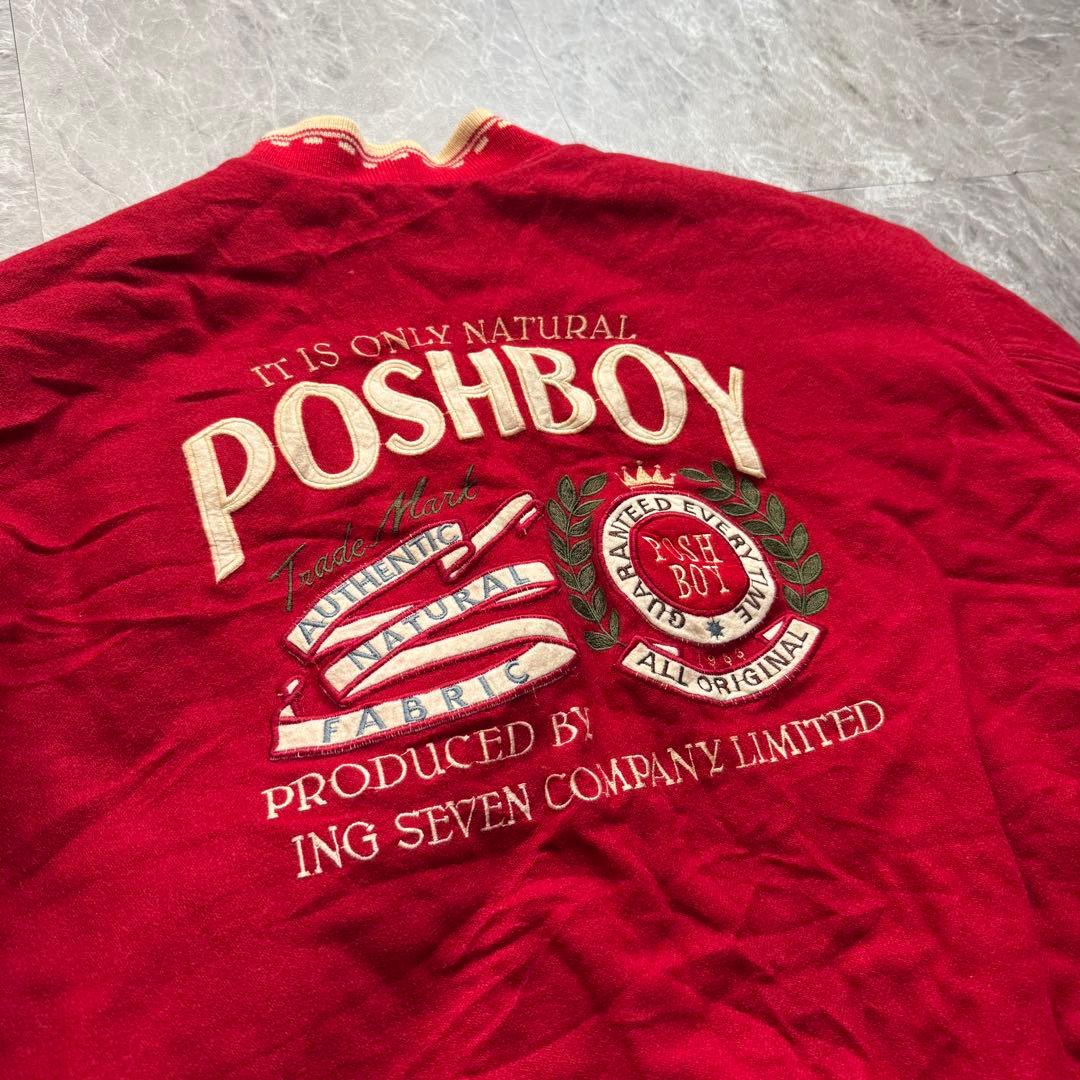 IT IS ONLY NATURAL
POSHBOY
Trade Mark
AUTHENTIC
NATURAL
FABRIC
GUARANTEED EVERY TIME
POSH
BOY
ALL ORIGINAL
PRODUCED BY
ING SEVEN COMPANY LIMITED